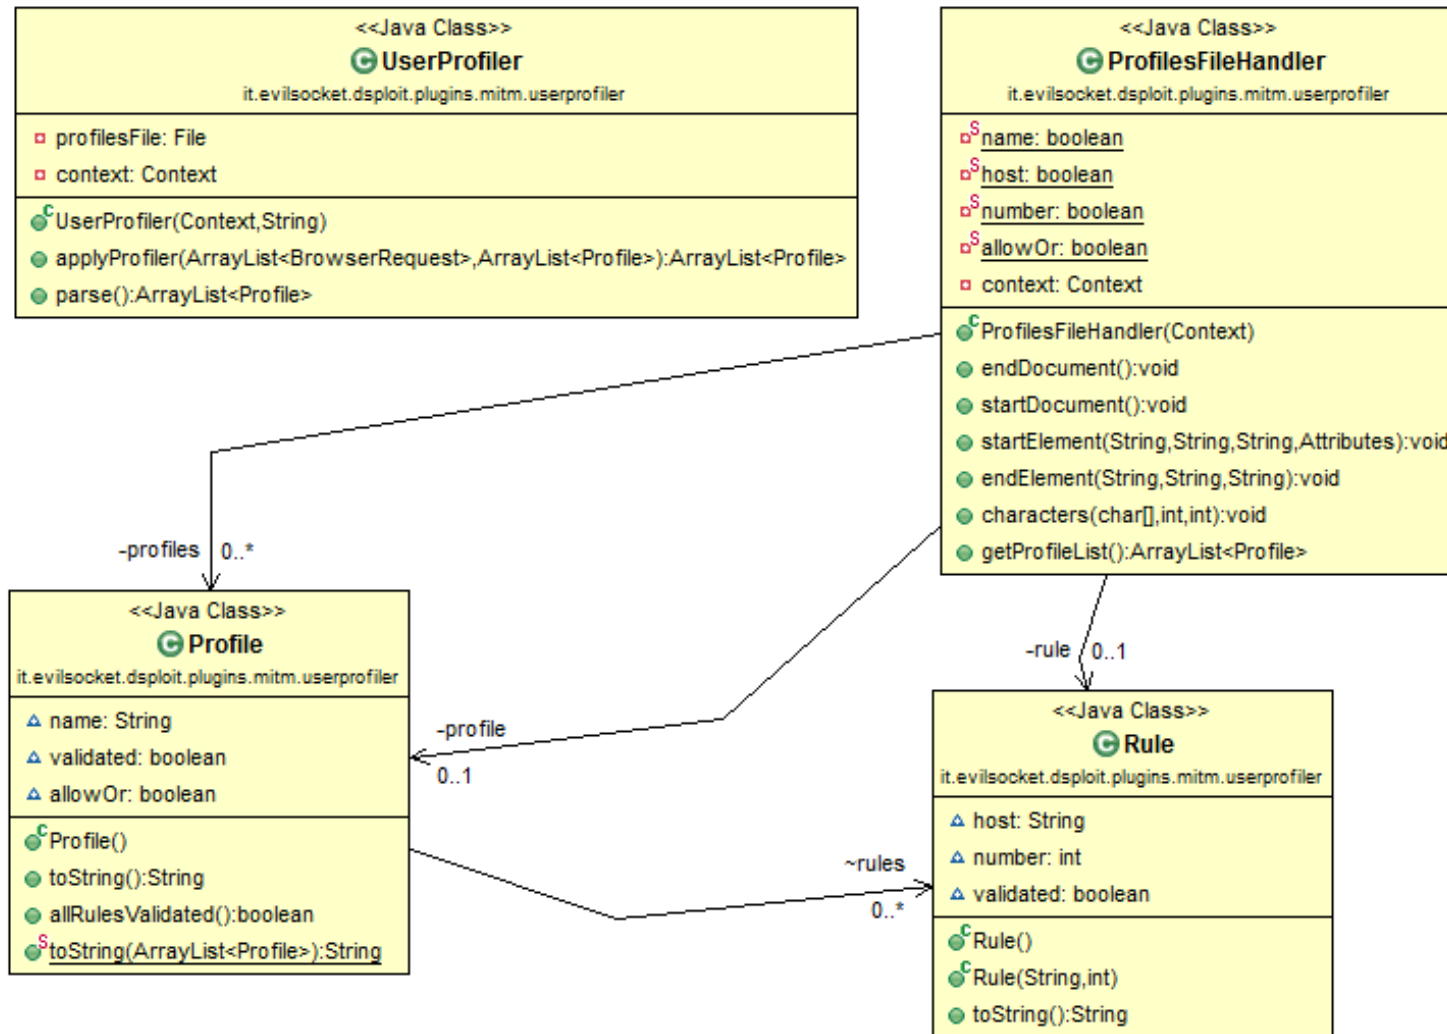 <<Java Class>>
UserProfiler
it.evilsocket.dsploit.plugins.mitm.userprofiler
profilesFile: File
context: Context
UserProfiler(Context,String)
applyProfiler(ArrayList<BrowserRequest>,ArrayList<Profile>):ArrayList<Profile>
parse():ArrayList<Profile>
<<Java Class>>
ProfilesFileHandler
it.evilsocket.dsploit.plugins.mitm.userprofiler
name: boolean
host: boolean
number: boolean
allowOr: boolean
context: Context
ProfilesFileHandler(Context)
endDocument():void
startDocument():void
startElement(String,String,String,Attributes):void
endElement(String,String,String):void
characters(char[],int,int):void
getProfileList():ArrayList<Profile>
-profiles 0..*
-rule 0..1
-profile
0..1
<<Java Class>>
Profile
it.evilsocket.dsploit.plugins.mitm.userprofiler
name: String
validated: boolean
allowOr: boolean
Profile()
toString():String
allRulesValidated():boolean
toString(ArrayList<Profile>):String
~rules
0..*
<<Java Class>>
Rule
it.evilsocket.dsploit.plugins.mitm.userprofiler
host: String
number: int
validated: boolean
Rule()
Rule(String,int)
toString():String